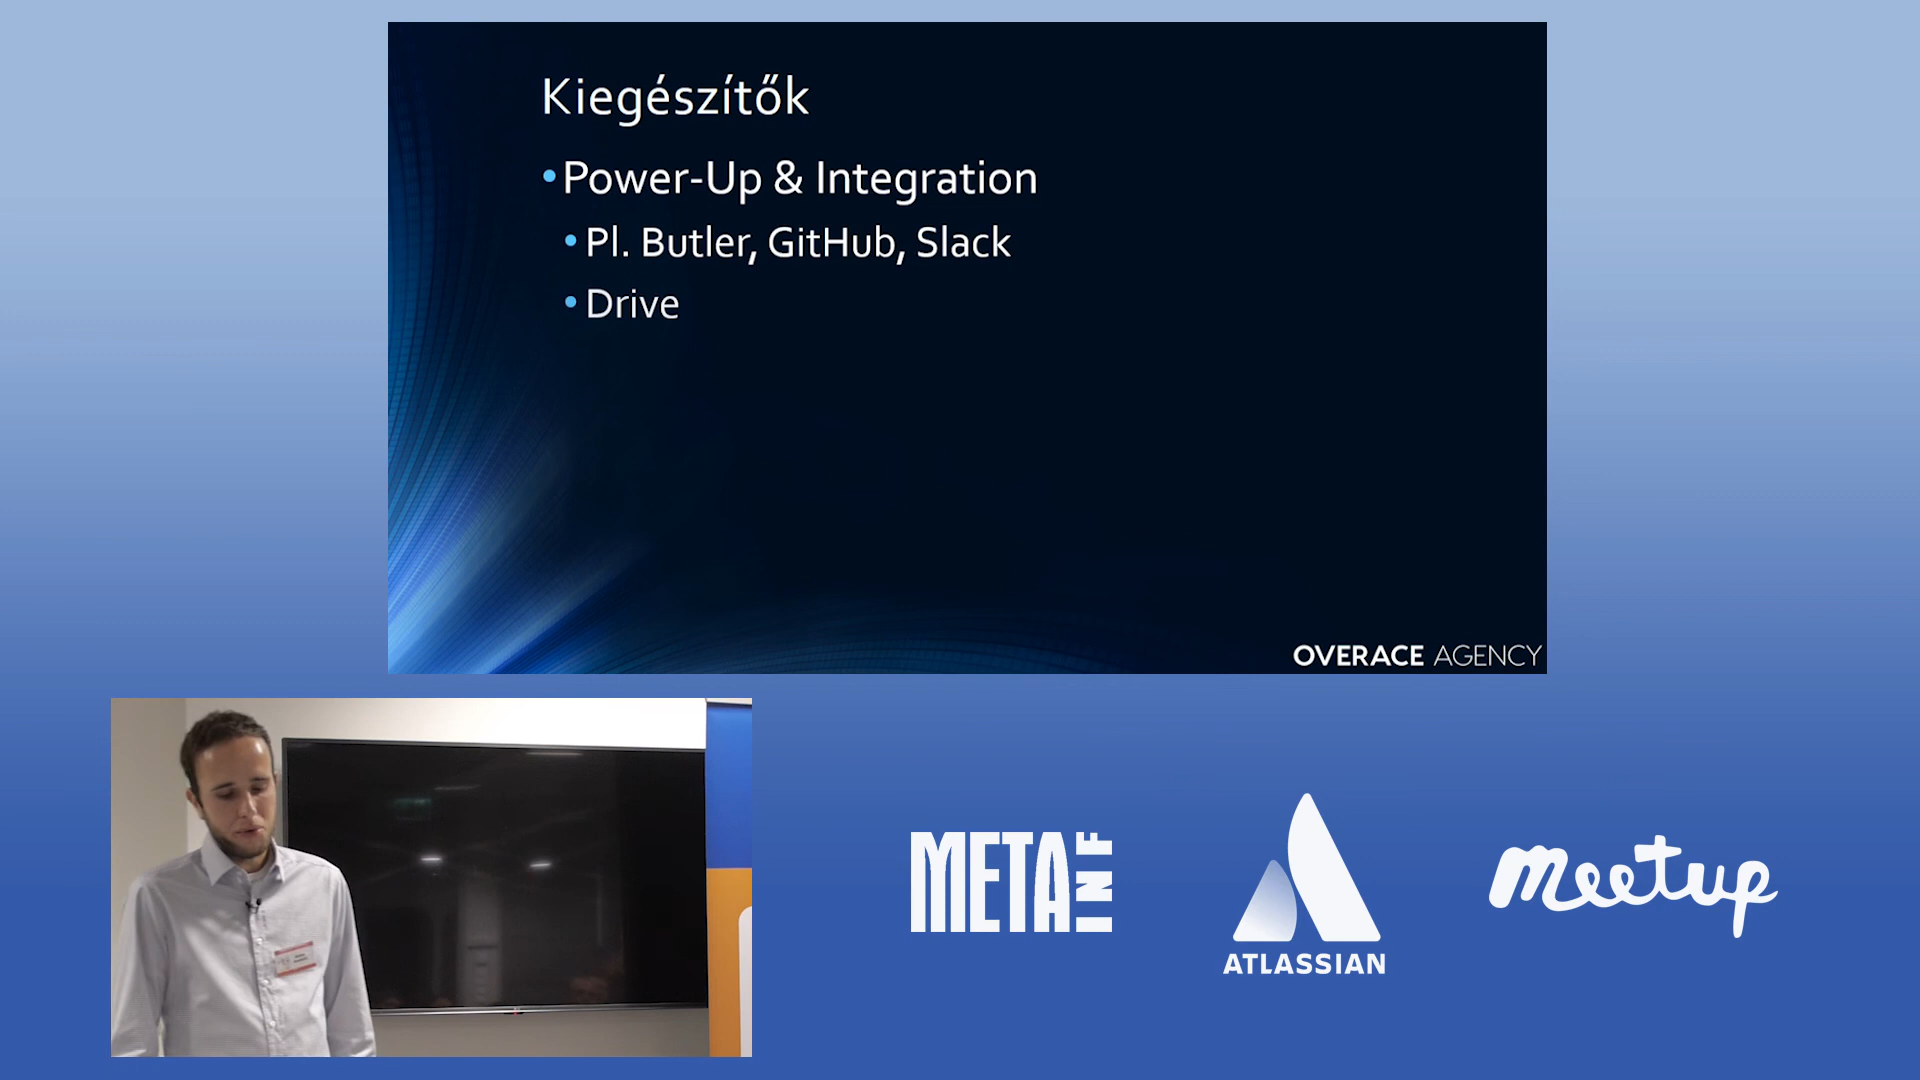 Kiegészítők
•Power-Up & Integration
•Pl. Butler, GitHub, Slack
•Drive
OVERACE AGENCY
META INF
ATLASSIAN
meetup